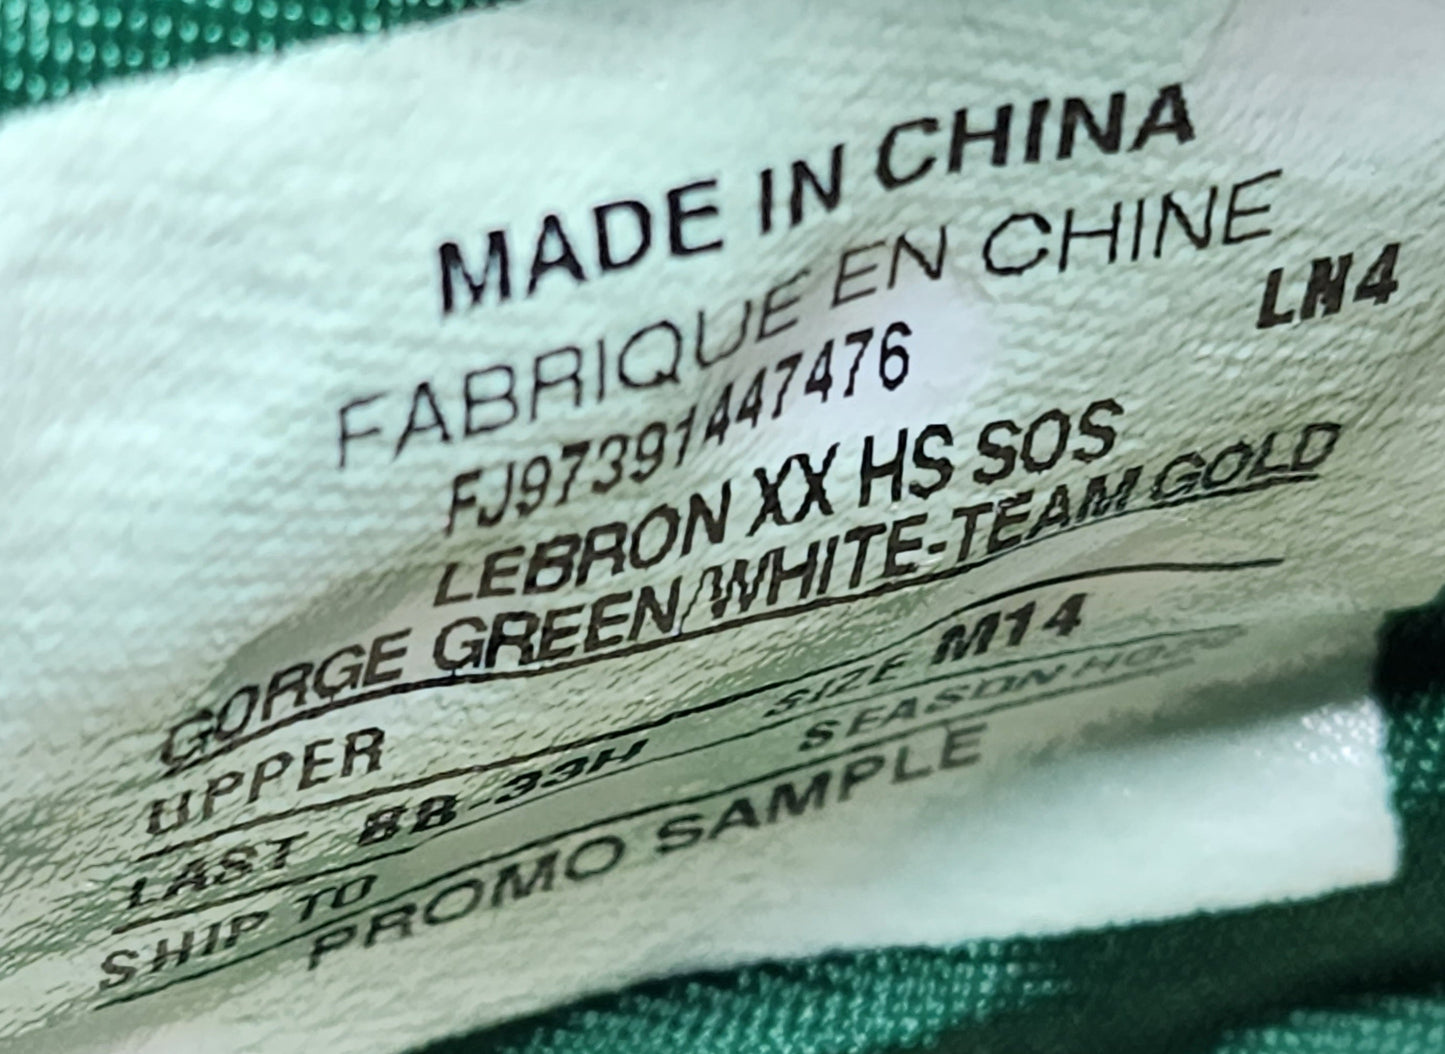 MADE IN CHINA
FABRIQUE EN CHINE
LN4
FJ97391447476
LEBRON XX HS SOS
GORGE GREEN/WHITE-TEAM GOLD
UPPER SIZE M14
LAST BB-33H SEASON
SHIP TO
PROMO SAMPLE